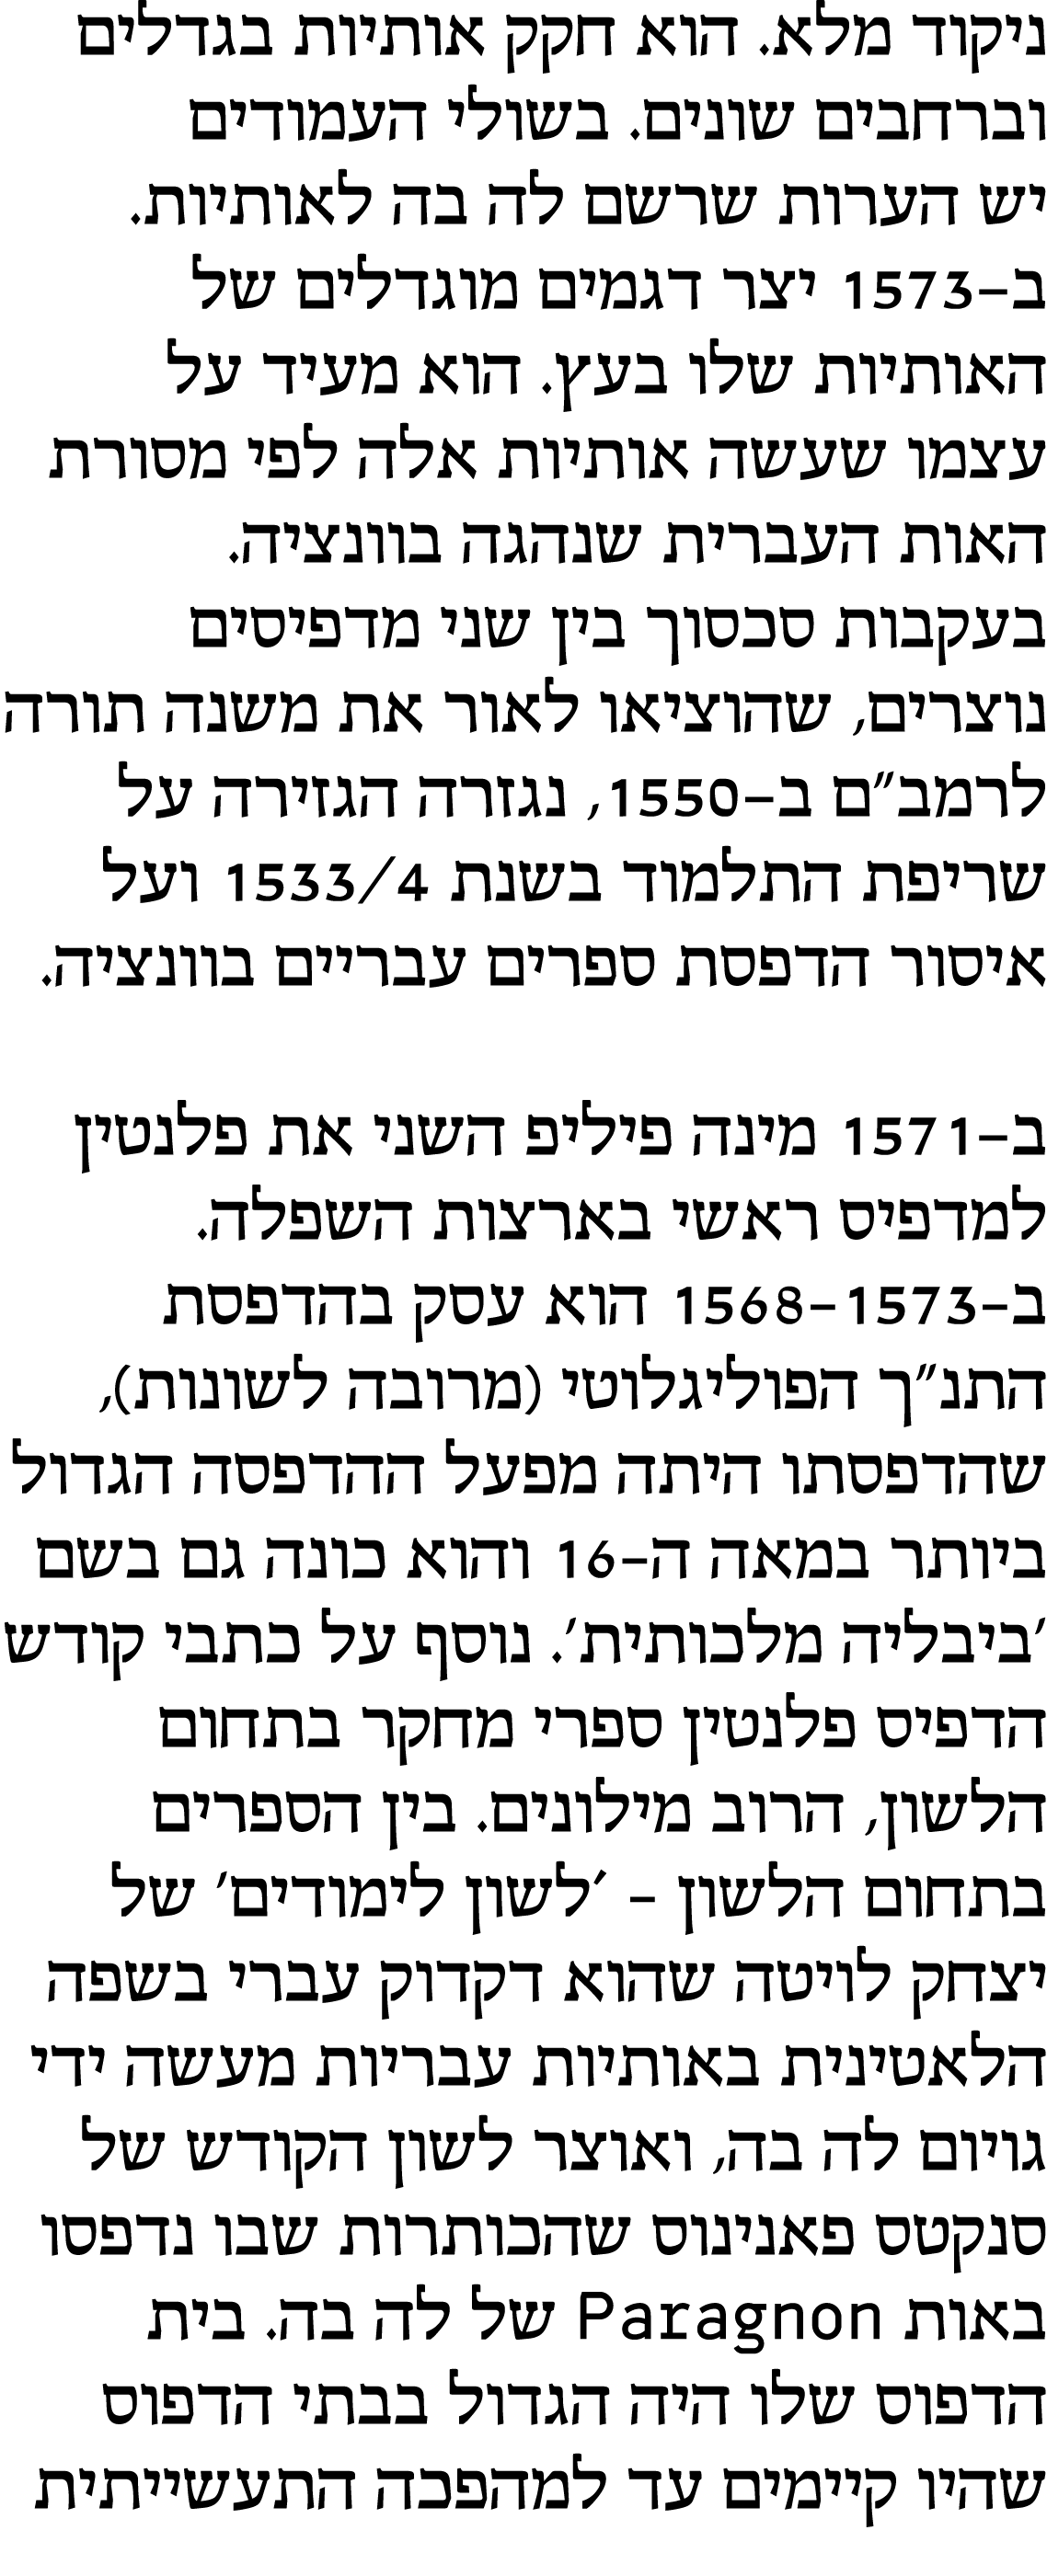 ניקוד מלא. הוא חקק אותיות בגדלים
וברחבים שונים. בשולי העמודים
יש הערות שרשם לה בה לאותיות.
ב–1573 יצר דגמים מוגדלים של
האותיות שלו בעץ. הוא מעיד על
עצמו שעשה אותיות אלה לפי מסורת
האות העברית שנהגה בוונציה.
בעקבות סכסוך בין שני מדפיסים
נוצרים, שהוציאו לאור את משנה תורה
לרמב"ם ב–1550, נגזרה הגזירה על
שריפת התלמוד בשנת 1533/4 ועל
איסור הדפסת ספרים עבריים בוונציה.

ב–1571 מינה פיליפ השני את פלנטין
למדפיס ראשי בארצות השפלה.
ב–1568-1573 הוא עסק בהדפסת
התנ"ך הפוליגלוטי (מרובה לשונות),
שהדפסתו היתה מפעל ההדפסה הגדול
ביותר במאה ה–16 והוא כונה גם בשם
'ביבליה מלכותית'. נוסף על כתבי קודש
הדפיס פלנטין ספרי מחקר בתחום
הלשון, הרוב מילונים. בין הספרים
בתחום הלשון – 'לשון לימודים' של
יצחק לויטה שהוא דקדוק עברי בשפה
הלאטינית באותיות עבריות מעשה ידי
גויום לה בה, ואוצר לשון הקודש של
סנקטס פאנינוס שהכותרות שבו נדפסו
באות Paragnon של לה בה. בית
הדפוס שלו היה הגדול בבתי הדפוס
שהיו קיימים עד למהפכה התעשייתית